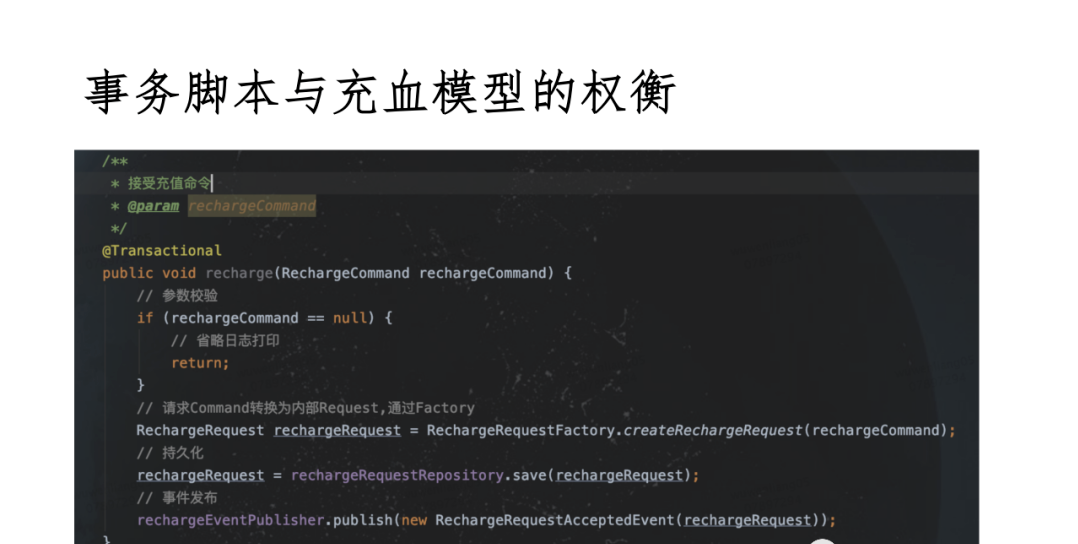 事务脚本与充血模型的权衡
/**
* 接受充值命令
* @param rechargeCommand
*/
@Transactional
public void recharge(RechargeCommand rechargeCommand) {
// 参数校验
if (rechargeCommand == null) {
// 省略日志打印
return;
}
// 请求Command转换为内部Request,通过Factory
RechargeRequest rechargeRequest = RechargeRequestFactory.createRechargeRequest(rechargeCommand);
// 持久化
rechargeRequest = rechargeRequestRepository.save(rechargeRequest);
// 事件发布
rechargeEventPublisher.publish(new RechargeRequestAcceptedEvent(rechargeRequest));
}